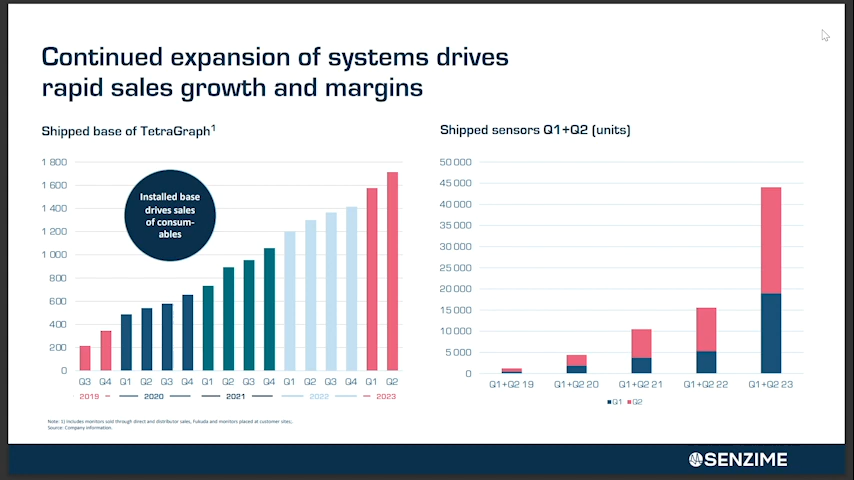 Continued expansion of systems drives
rapid sales growth and margins
Shipped base of TetraGraph1
1 800
1 600
1 400
1 200
1 000
800
600
400
200
0
Installed base
drives sales
of consum-
ables
Q3 Q4 Q1 Q2 Q3 Q4 Q1 Q2 Q3 Q4 Q1 Q2 Q3 Q4 Q1 Q2
2019 2020 2021 2022 2023
Shipped sensors Q1+Q2 (units)
50 000
45 000
40 000
35 000
30 000
25 000
20 000
15 000
10 000
5 000
0
Q1+Q2 19 Q1+Q2 20 Q1+Q2 21 Q1+Q2 22 Q1+Q2 23
Q1 Q2
Note: 1) Includes monitors sold through direct and distributor sales, Fukuda and monitors placed at customer sites;
Source: Company information.
SENZIME